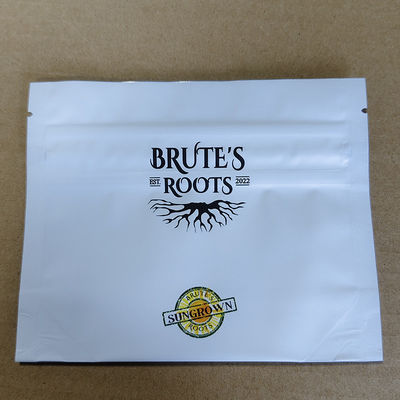 BRUTE'S
EST. ROOTS 2022
BRUTE'S
SUNGROWN
ROOTS